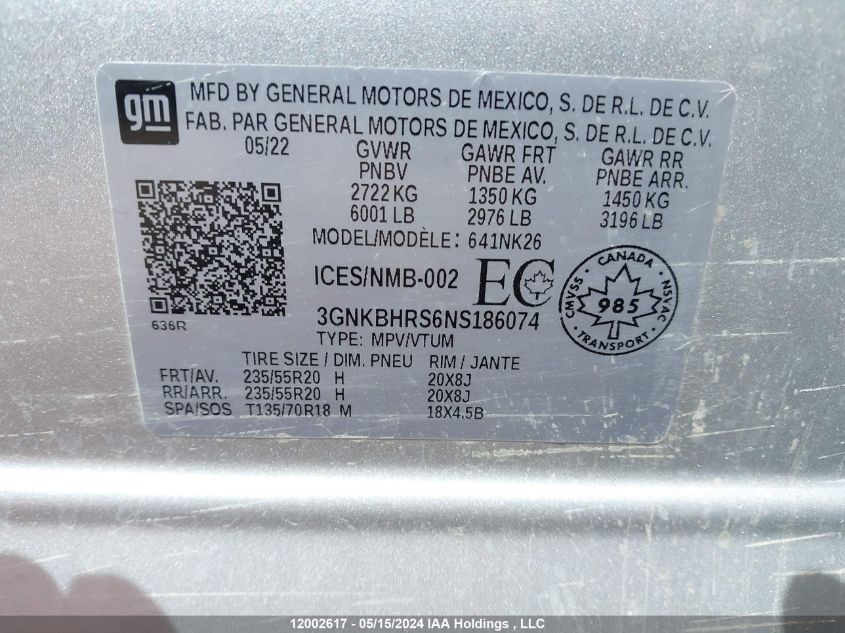 gm
MFD BY GENERAL MOTORS DE MEXICO, S. DE R.L. DE C.V.
FAB. PAR GENERAL MOTORS DE MEXICO, S. DE R.L. DE C.V.
05/22 GVWR GAWR FRT GAWR RR
PNBV PNBE AV. PNBE ARR.
2722 KG 1350 KG 1450 KG
6001 LB 2976 LB 3196 LB
MODEL/MODÈLE: 641NK26
ICES/NMB-002 EC
CANADA
CMVSS 985 NSVAC
TRANSPORT
636R
3GNKBHRS6NS186074
TYPE: MPV/VTUM
TIRE SIZE / DIM. PNEU RIM / JANTE
FRT/AV. 235/55R20 H 20X8J
RR/ARR. 235/55R20 H 20X8J
SPA/SOS T135/70R18 M 18X4.5B
12002617 - 05/15/2024 IAA Holdings , LLC